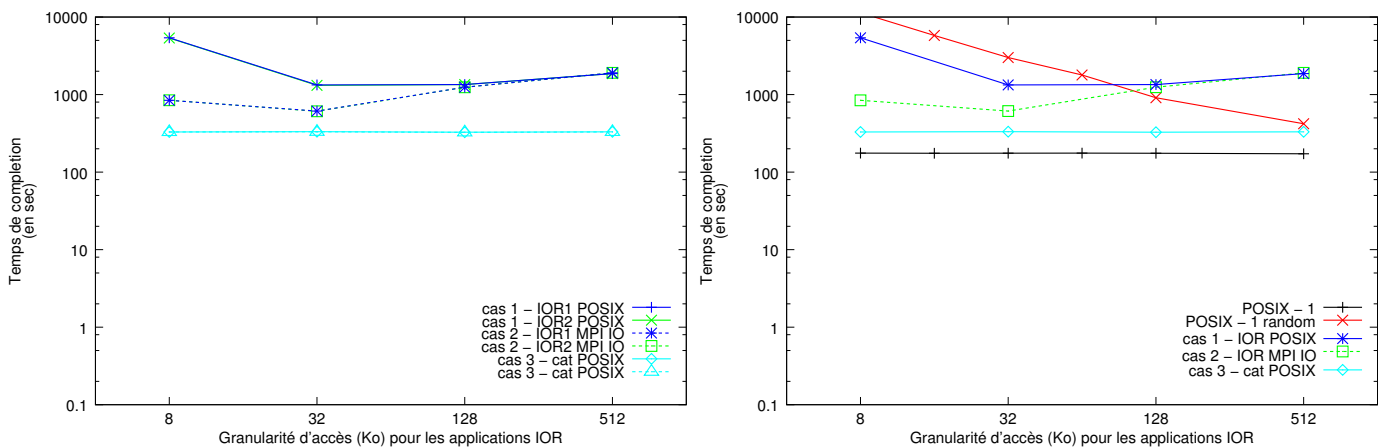 10000
1000
100
10
1
0.1
8
32
128
512
Temps de completion
(en sec)
Granularité d'accès (Ko) pour les applications IOR
cas 1 − IOR1 POSIX
cas 1 − IOR2 POSIX
cas 2 − IOR1 MPI IO
cas 2 − IOR2 MPI IO
cas 3 − cat POSIX
cas 3 − cat POSIX
10000
1000
100
10
1
0.1
8
32
128
512
Temps de completion
(en sec)
Granularité d'accès (Ko) pour les applications IOR
POSIX − 1
POSIX − 1 random
cas 1 − IOR POSIX
cas 2 − IOR MPI IO
cas 3 − cat POSIX